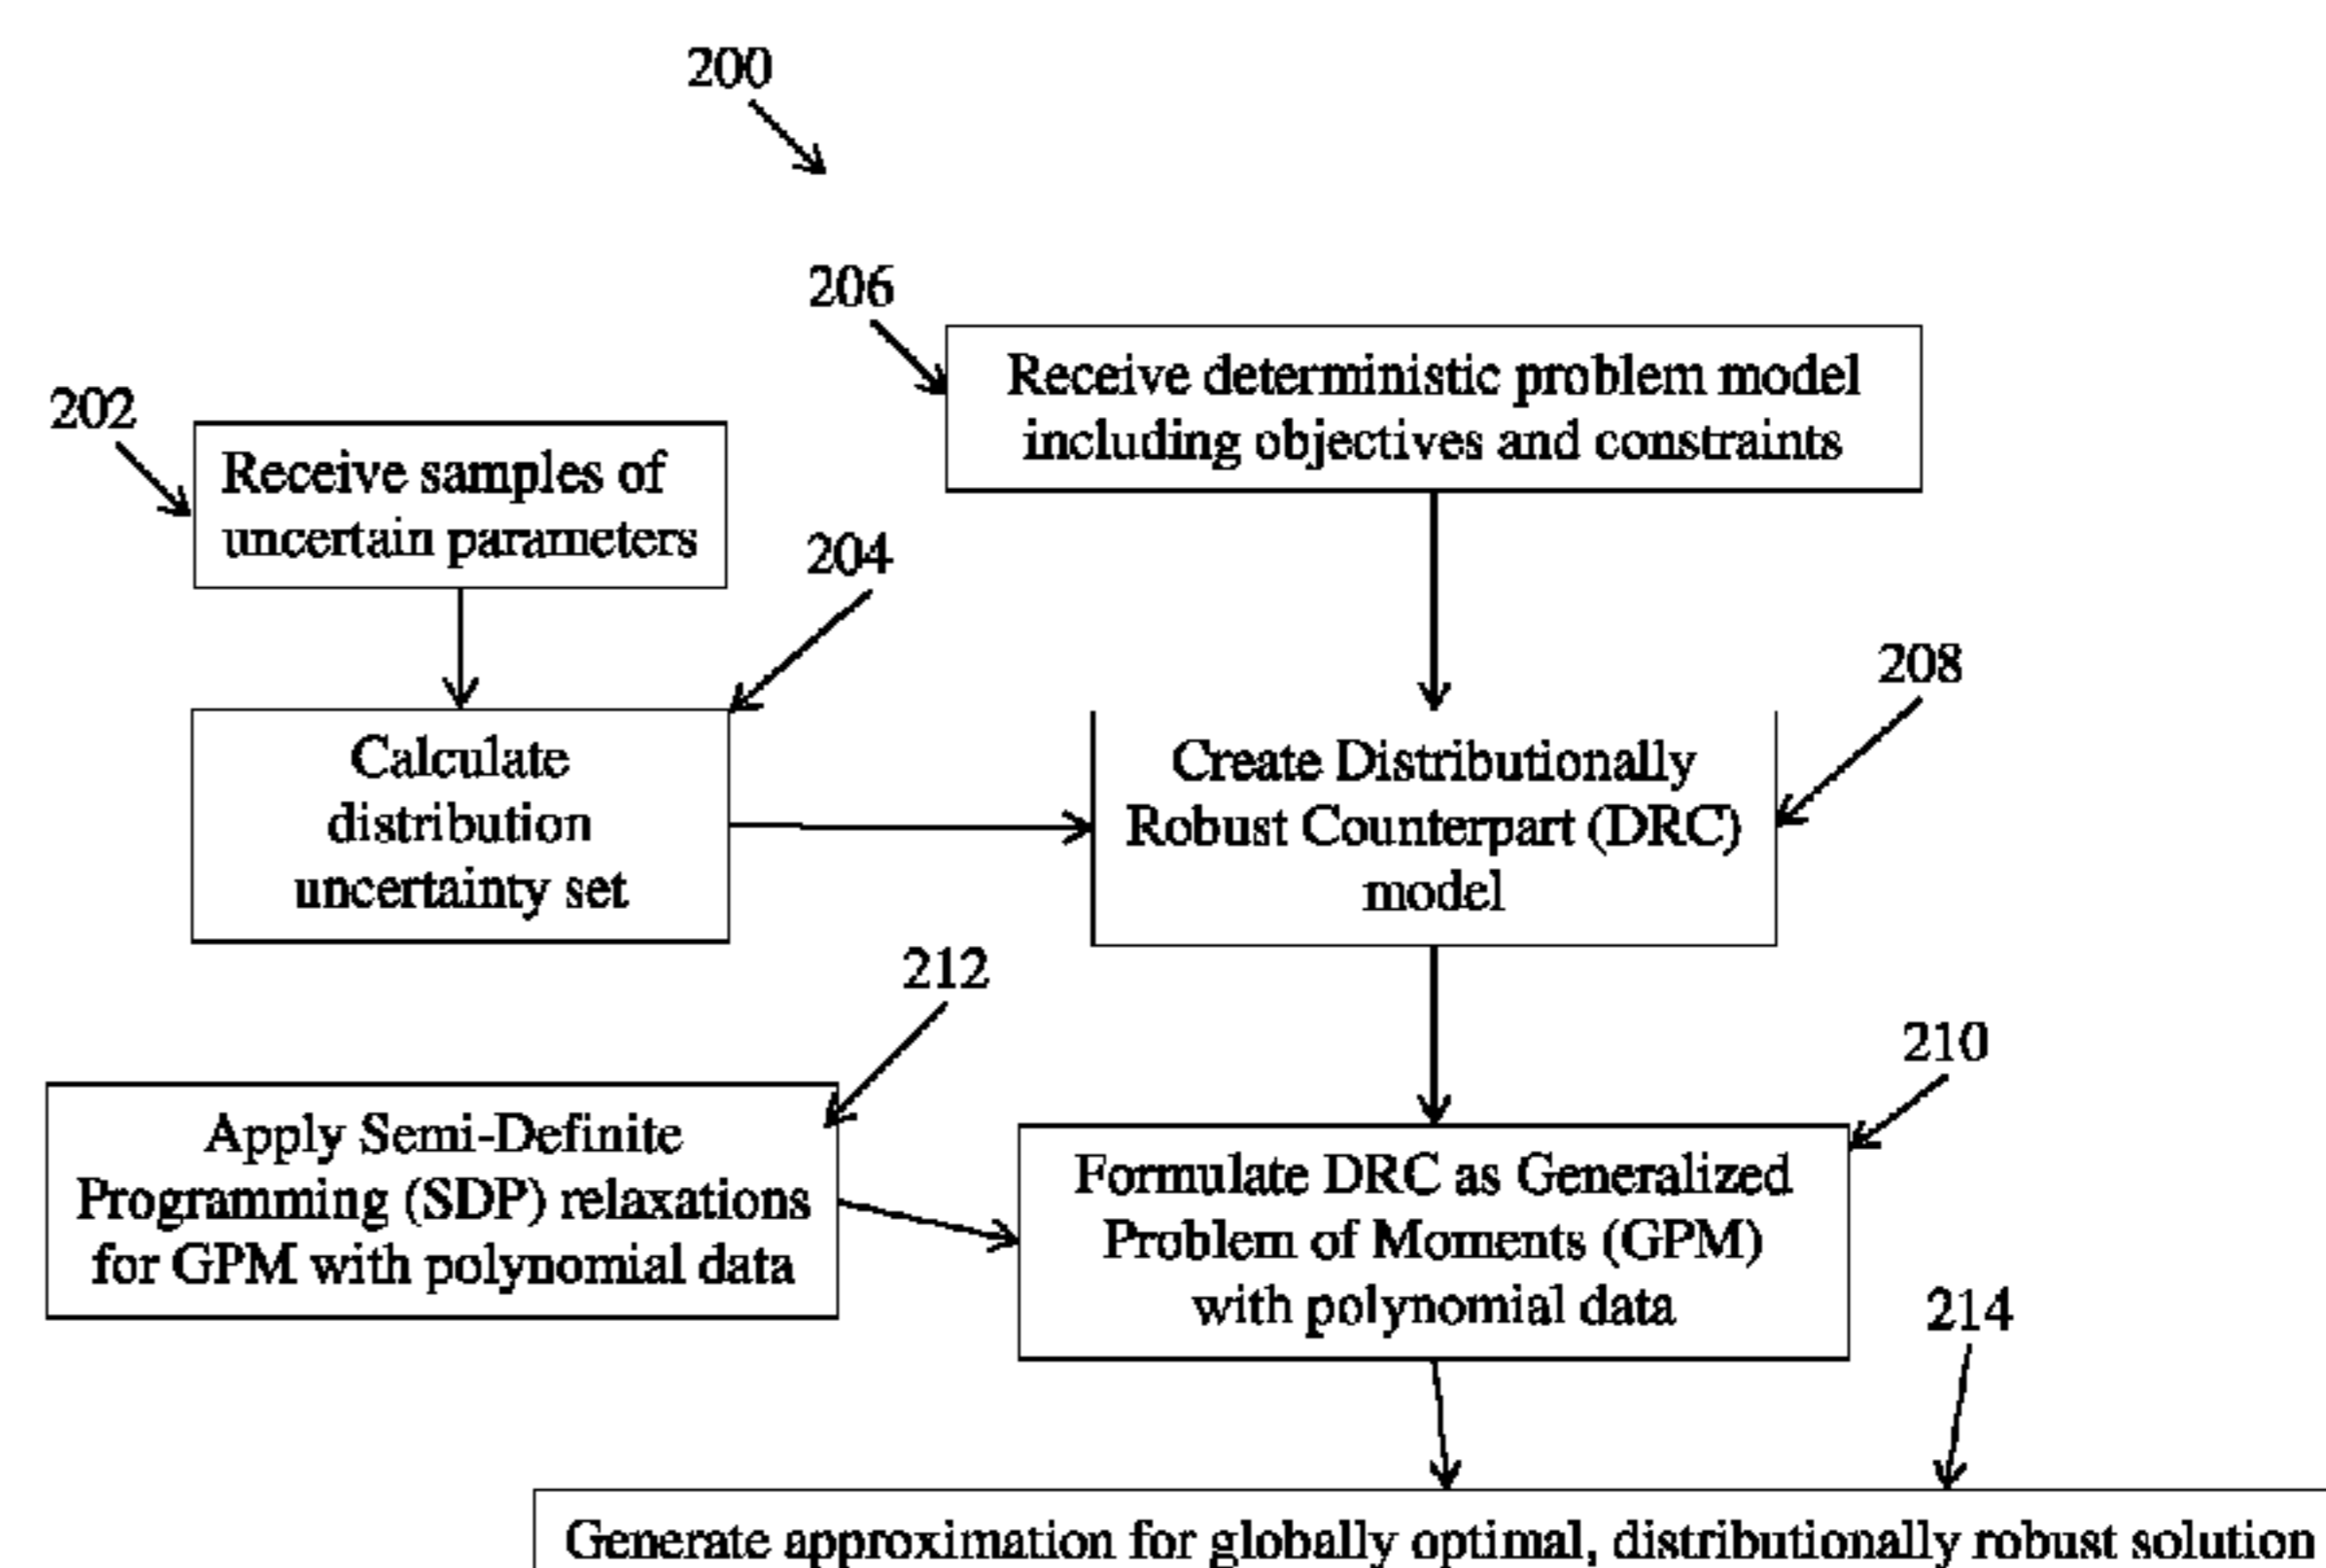 200
206
Receive deterministic problem model
including objectives and constraints
202
Receive samples of
uncertain parameters
204
208
Calculate
distribution
uncertainty set
Create Distributionally
Robust Counterpart (DRC)
model
212
210
Apply Semi-Definite
Programming (SDP) relaxations
for GPM with polynomial data
Formulate DRC as Generalized
Problem of Moments (GPM)
with polynomial data
214
Generate approximation for globally optimal, distributionally robust solution